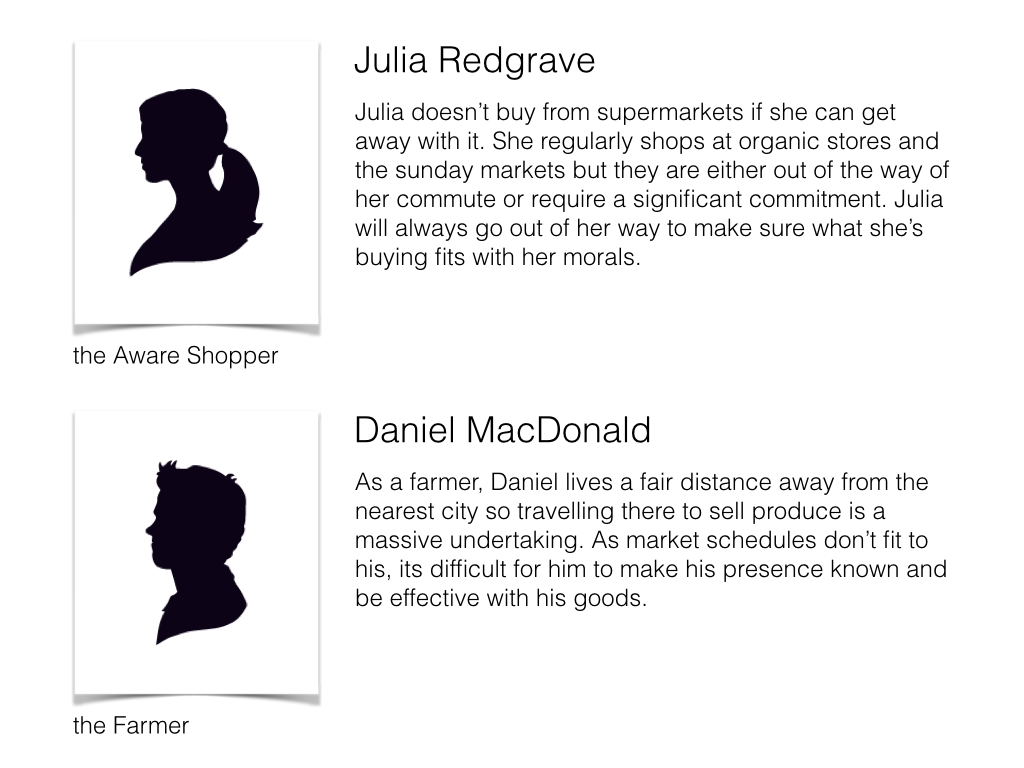 Julia Redgrave
Julia doesn’t buy from supermarkets if she can get
away with it. She regularly shops at organic stores and
the sunday markets but they are either out of the way of
her commute or require a significant commitment. Julia
will always go out of her way to make sure what she’s
buying fits with her morals.
the Aware Shopper
Daniel MacDonald
As a farmer, Daniel lives a fair distance away from the
nearest city so travelling there to sell produce is a
massive undertaking. As market schedules don’t fit to
his, its difficult for him to make his presence known and
be effective with his goods.
the Farmer